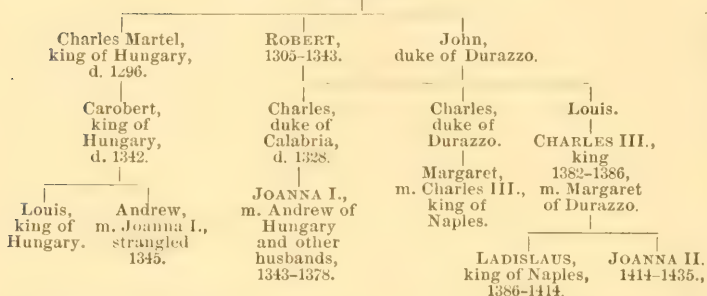 Charles Martel,
king of Hungary,
d. 1296.
ROBERT,
1305-1343.
John,
duke of Durazzo.
Carobert,
king of
Hungary,
d. 1342.
Charles,
duke of
Calabria,
d. 1328.
Charles,
duke of
Durazzo.
Louis.
CHARLES III.,
king
1382-1386,
m. Margaret
of Durazzo.
Margaret,
m. Charles III.,
king of
Naples.
Louis,
king of
Hungary.
Andrew,
m. Joanna I.,
strangled
1345.
JOANNA I.,
m. Andrew of
Hungary
and other
husbands,
1343-1378.
LADISLAUS,
king of Naples,
1386-1414.
JOANNA II.
1414-1435.,